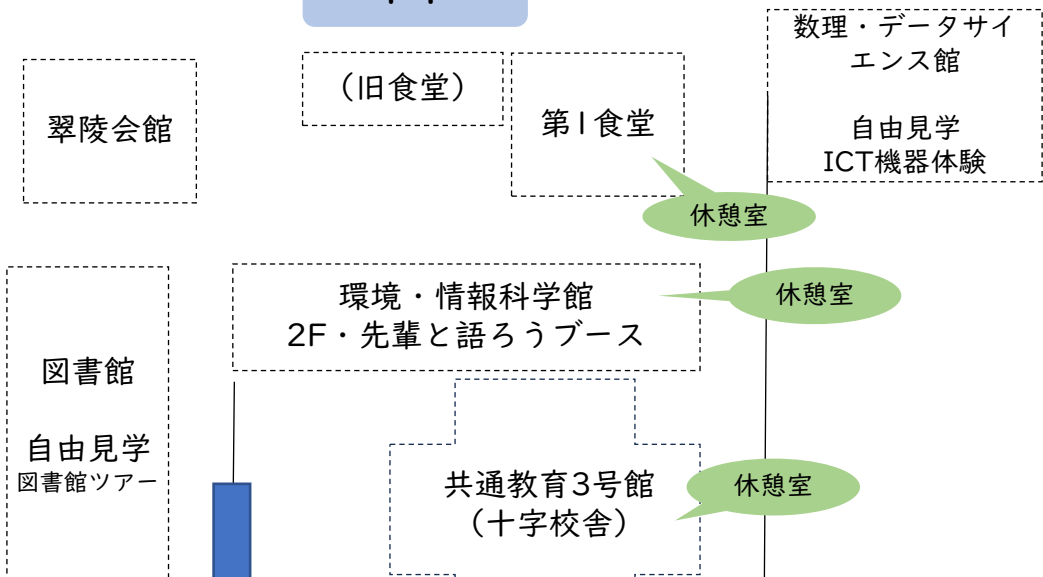 数理・データサイ
エンス館
自由見学
ICT機器体験
(旧食堂)
第1食堂
翠陵会館
休憩室
環境・情報科学館
2F・先輩と語ろうブース
休憩室
図書館
自由見学
図書館ツアー
共通教育3号館
(十字校舎)
休憩室